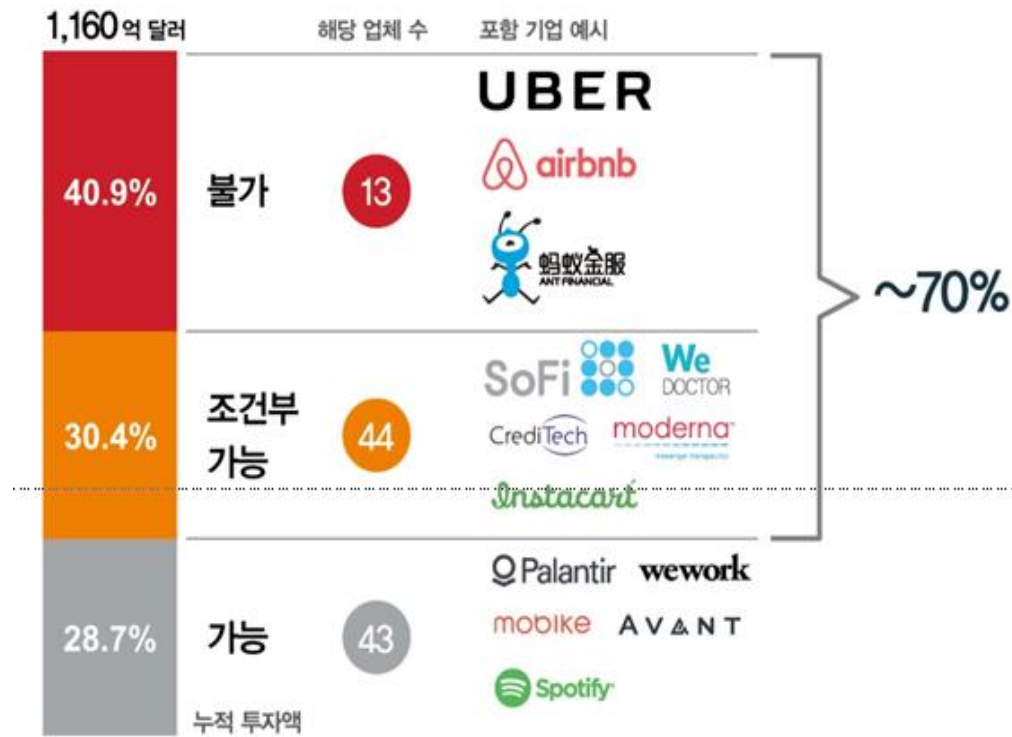 1,160억 달러 해당 업체 수 포함 기업 예시
UBER
airbnb
40.9% 불가 13
蚂蚁金服
ANT FINANCIAL
~70%
SoFi We
DOCTOR
조건부
30.4% 44 CrediTech moderna
가능
messenger therapeutics
Instacart
Palantir wework
28.7% 가능 43 mobike AVANT
Spotify
누적 투자액